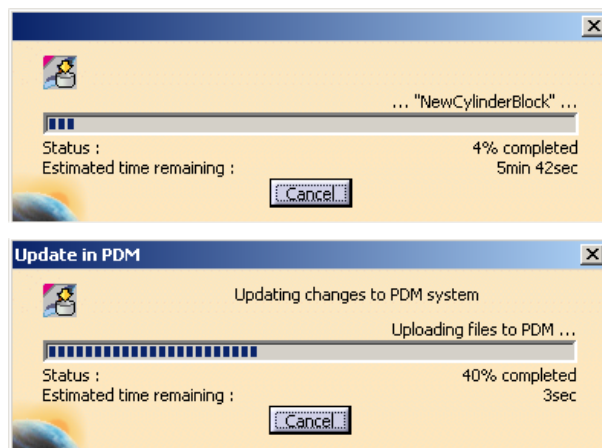 ... "NewCylinderBlock" ...
Status :
4% completed
Estimated time remaining :
5min 42sec
Cancel
Update in PDM
Updating changes to PDM system
Uploading files to PDM ...
Status :
40% completed
Estimated time remaining :
3sec
Cancel